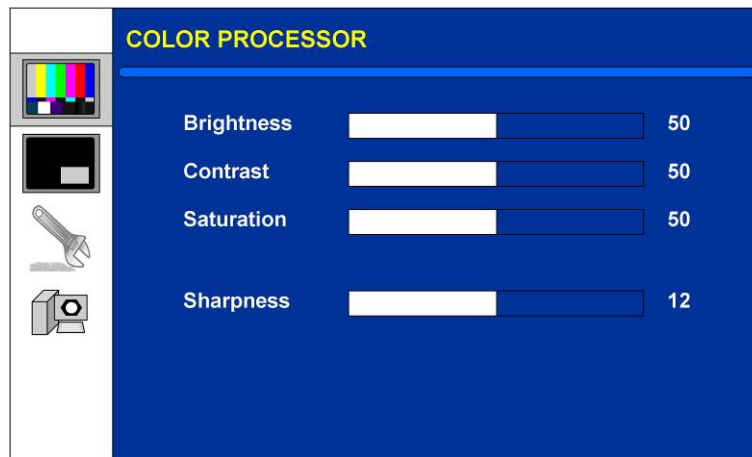 COLOR PROCESSOR
Brightness 50
Contrast 50
Saturation 50
Sharpness 12